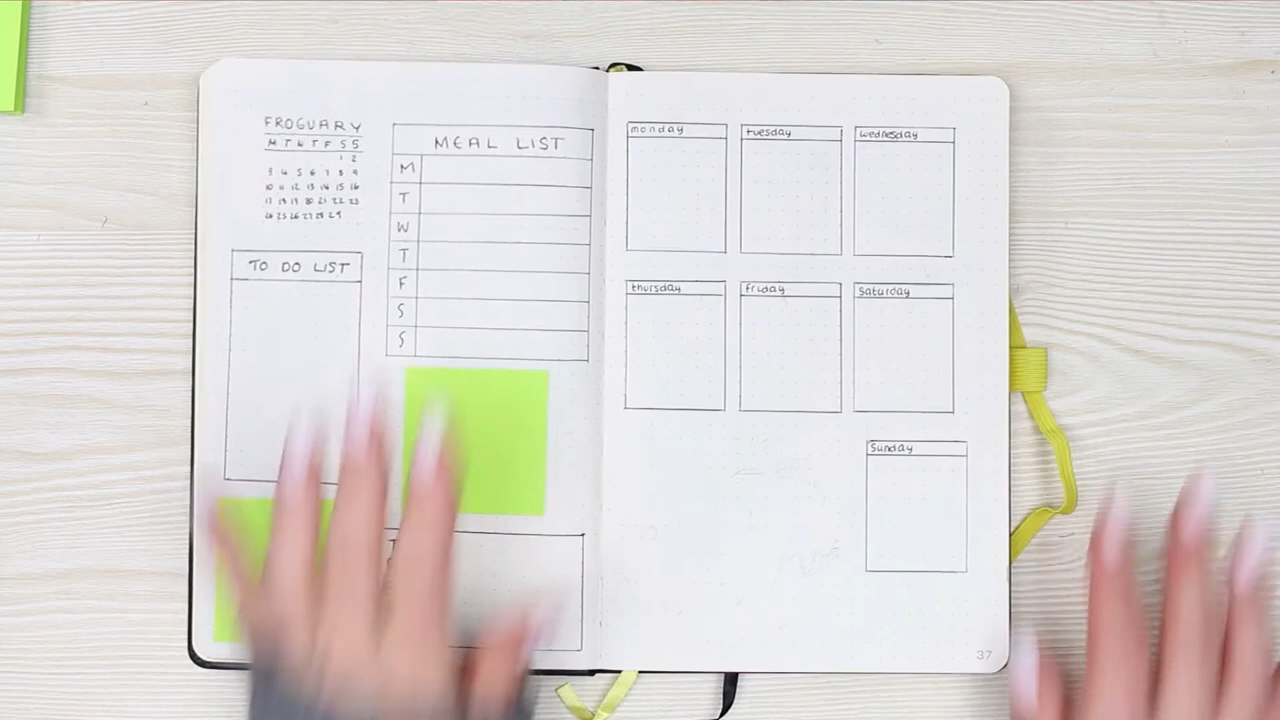 FROGUARY
M T W T F S S
1 2
3 4 5 6 7 8 9
10 11 12 13 14 15 16
17 18 19 20 21 22 23
24 25 26 27 28 29
TO DO LIST
MEAL LIST
M
T
W
T
F
S
S
monday
tuesday
wednesday
thursday
friday
saturday
sunday
37